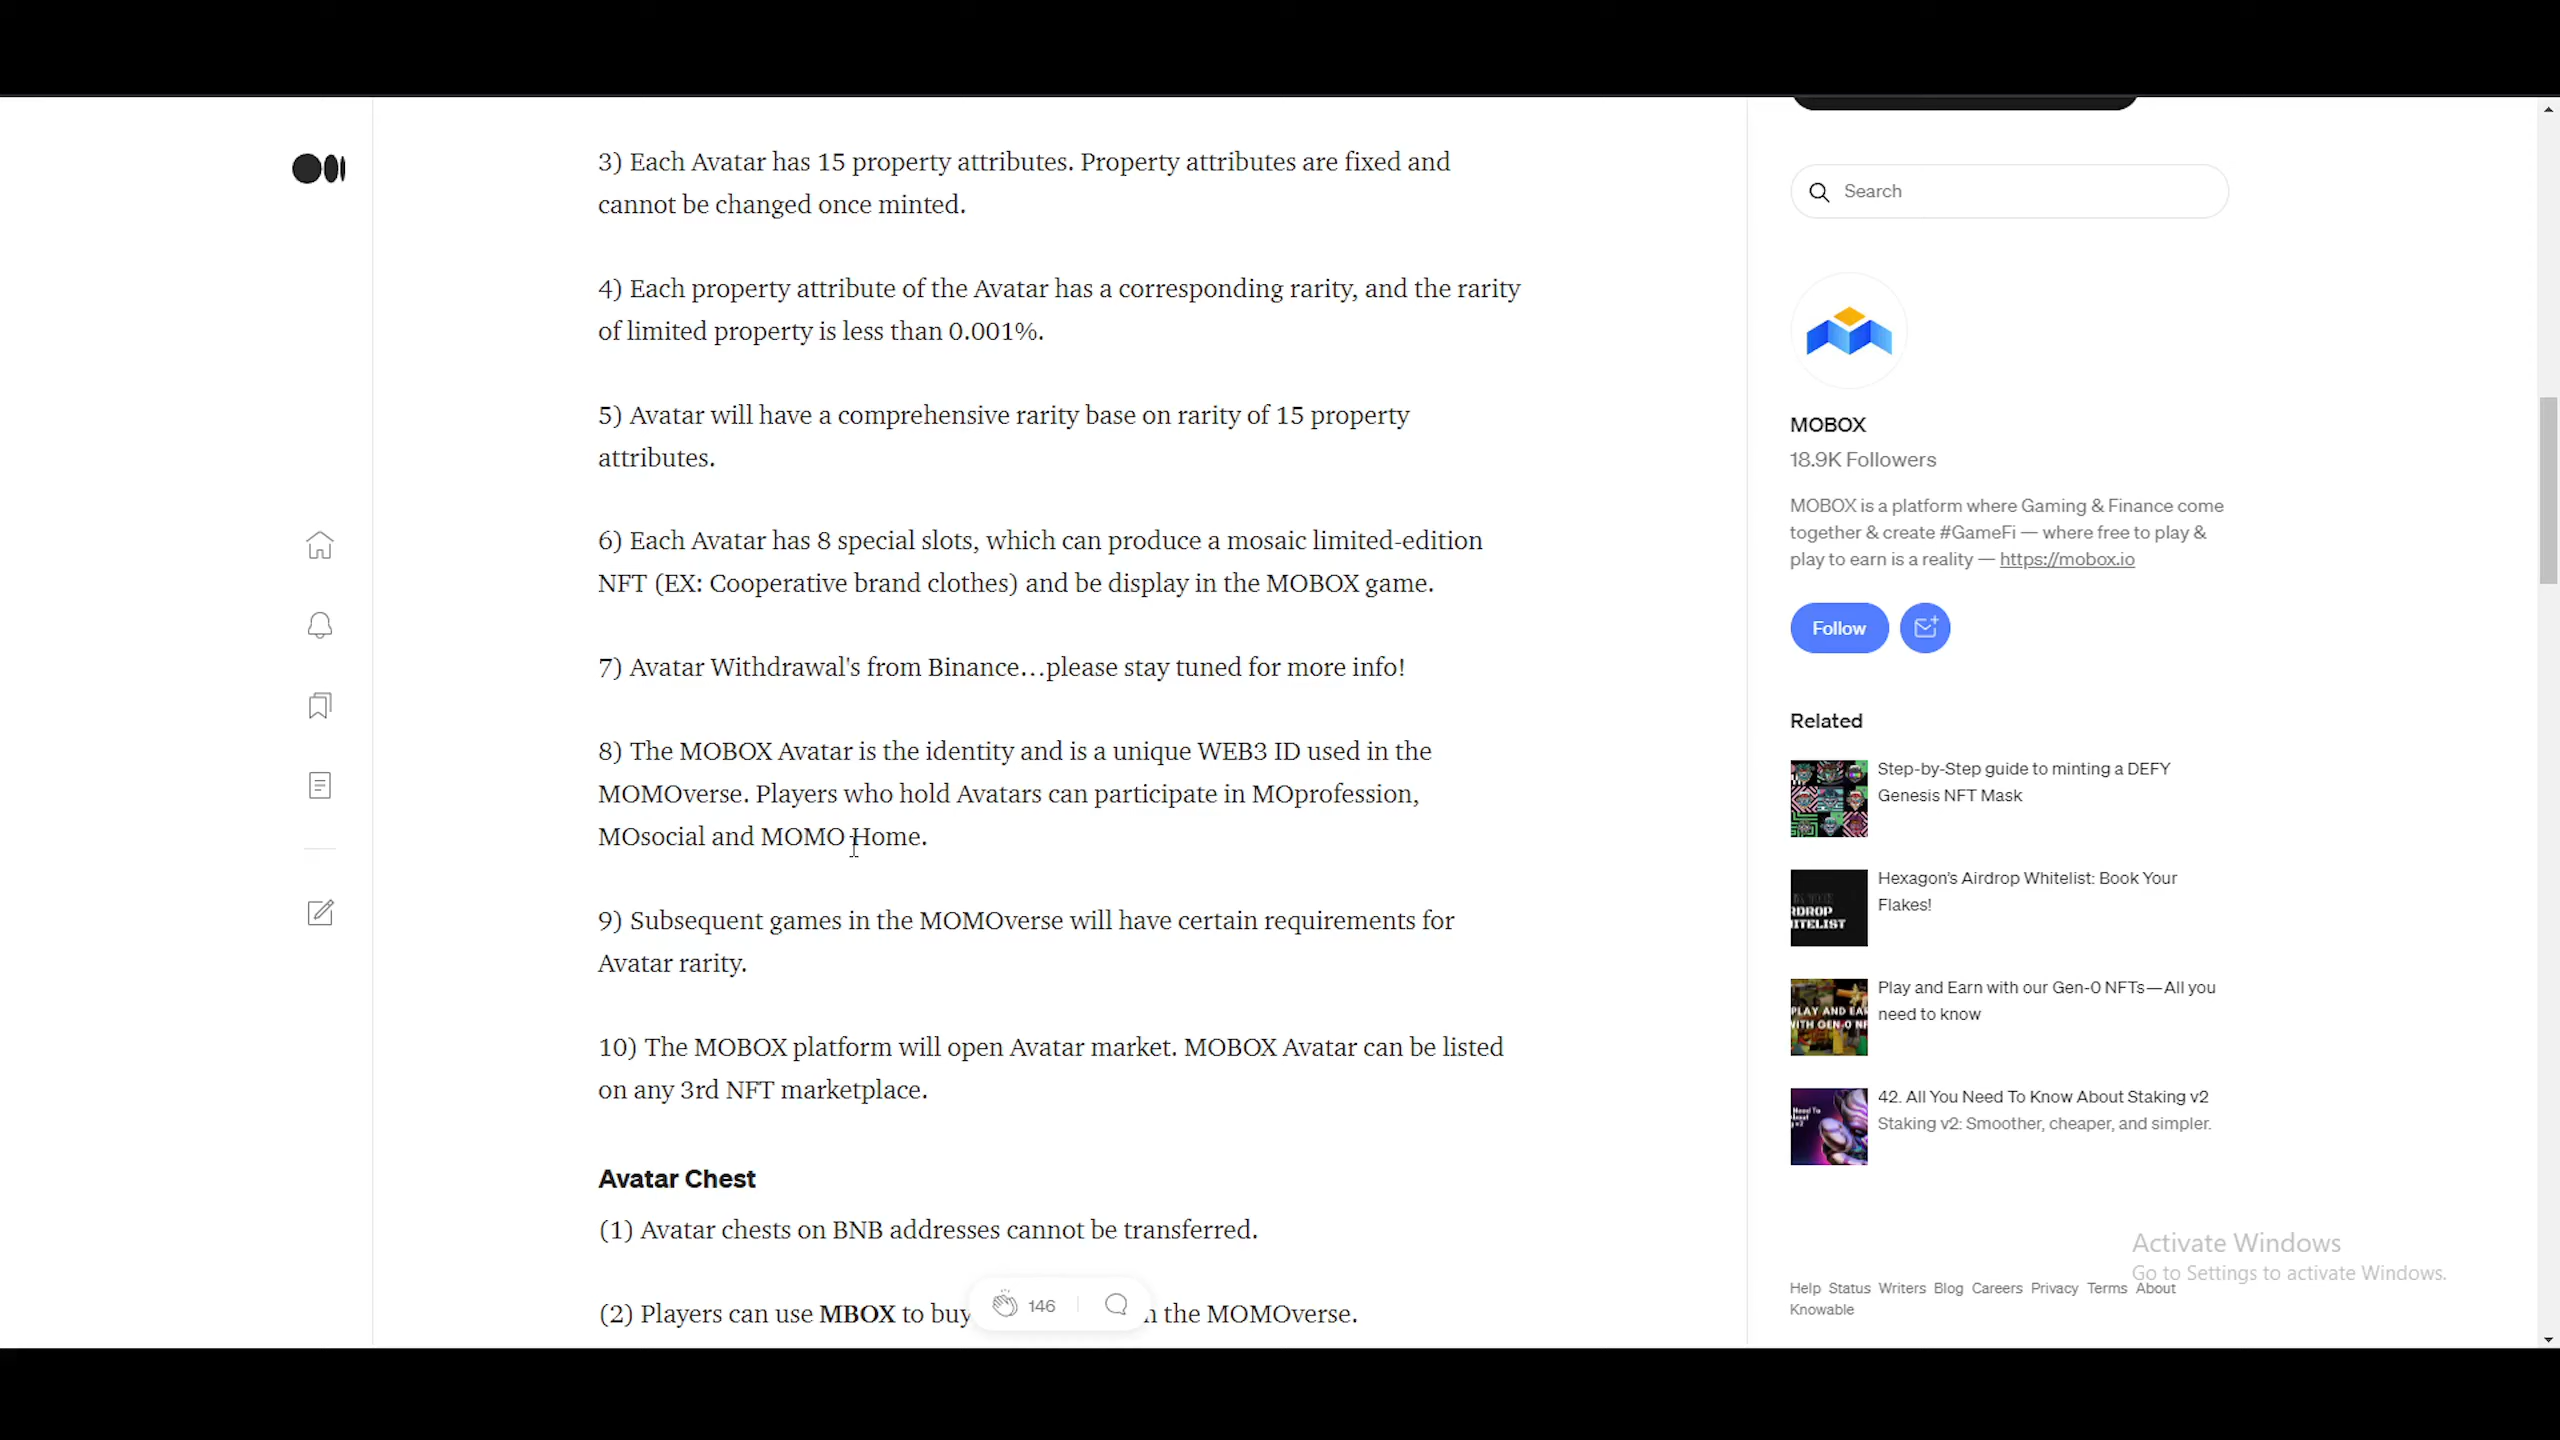 3) Each Avatar has 15 property attributes. Property attributes are fixed and
cannot be changed once minted.
4) Each property attribute of the Avatar has a corresponding rarity, and the rarity
of limited property is less than 0.001%.
5) Avatar will have a comprehensive rarity base on rarity of 15 property
attributes.
6) Each Avatar has 8 special slots, which can produce a mosaic limited-edition
NFT (EX: Cooperative brand clothes) and be display in the MOBOX game.
7) Avatar Withdrawal's from Binance…please stay tuned for more info!
8) The MOBOX Avatar is the identity and is a unique WEB3 ID used in the
MOMOverse. Players who hold Avatars can participate in MOprofession,
MOsocial and MOMO Home.
9) Subsequent games in the MOMOverse will have certain requirements for
Avatar rarity.
10) The MOBOX platform will open Avatar market. MOBOX Avatar can be listed
on any 3rd NFT marketplace.
Avatar Chest
(1) Avatar chests on BNB addresses cannot be transferred.
(2) Players can use MBOX to buy the MOMOverse.
146
Search
MOBOX
18.9K Followers
MOBOX is a platform where Gaming & Finance come
together & create #GameFi — where free to play &
play to earn is a reality — https://mobox.io
Follow
Related
Step-by-Step guide to minting a DEFY
Genesis NFT Mask
Hexagon's Airdrop Whitelist: Book Your
Flakes!
Play and Earn with our Gen-0 NFTs—All you
need to know
42. All You Need To Know About Staking v2
Staking v2: Smoother, cheaper, and simpler.
Activate Windows
Go to Settings to activate Windows.
Help Status Writers Blog Careers Privacy Terms About
Knowable